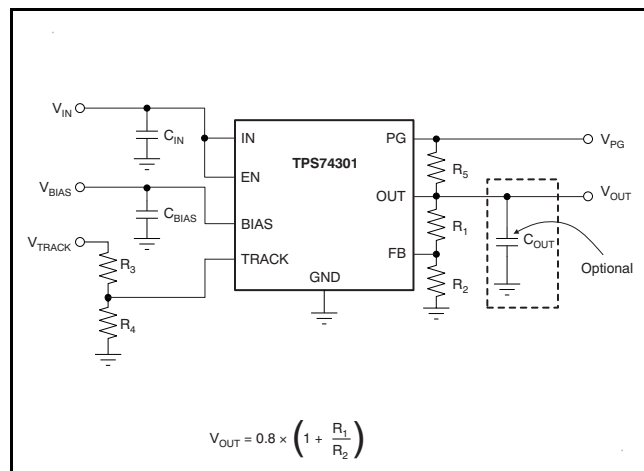 V_IN
C_IN
IN
EN
TPS74301
PG
V_PG
R_5
V_BIAS
C_BIAS
BIAS
OUT
V_OUT
R_1
C_OUT
Optional
V_TRACK
R_3
TRACK
FB
R_2
R_4
GND
V_OUT = 0.8 × (1 + R_1/R_2)